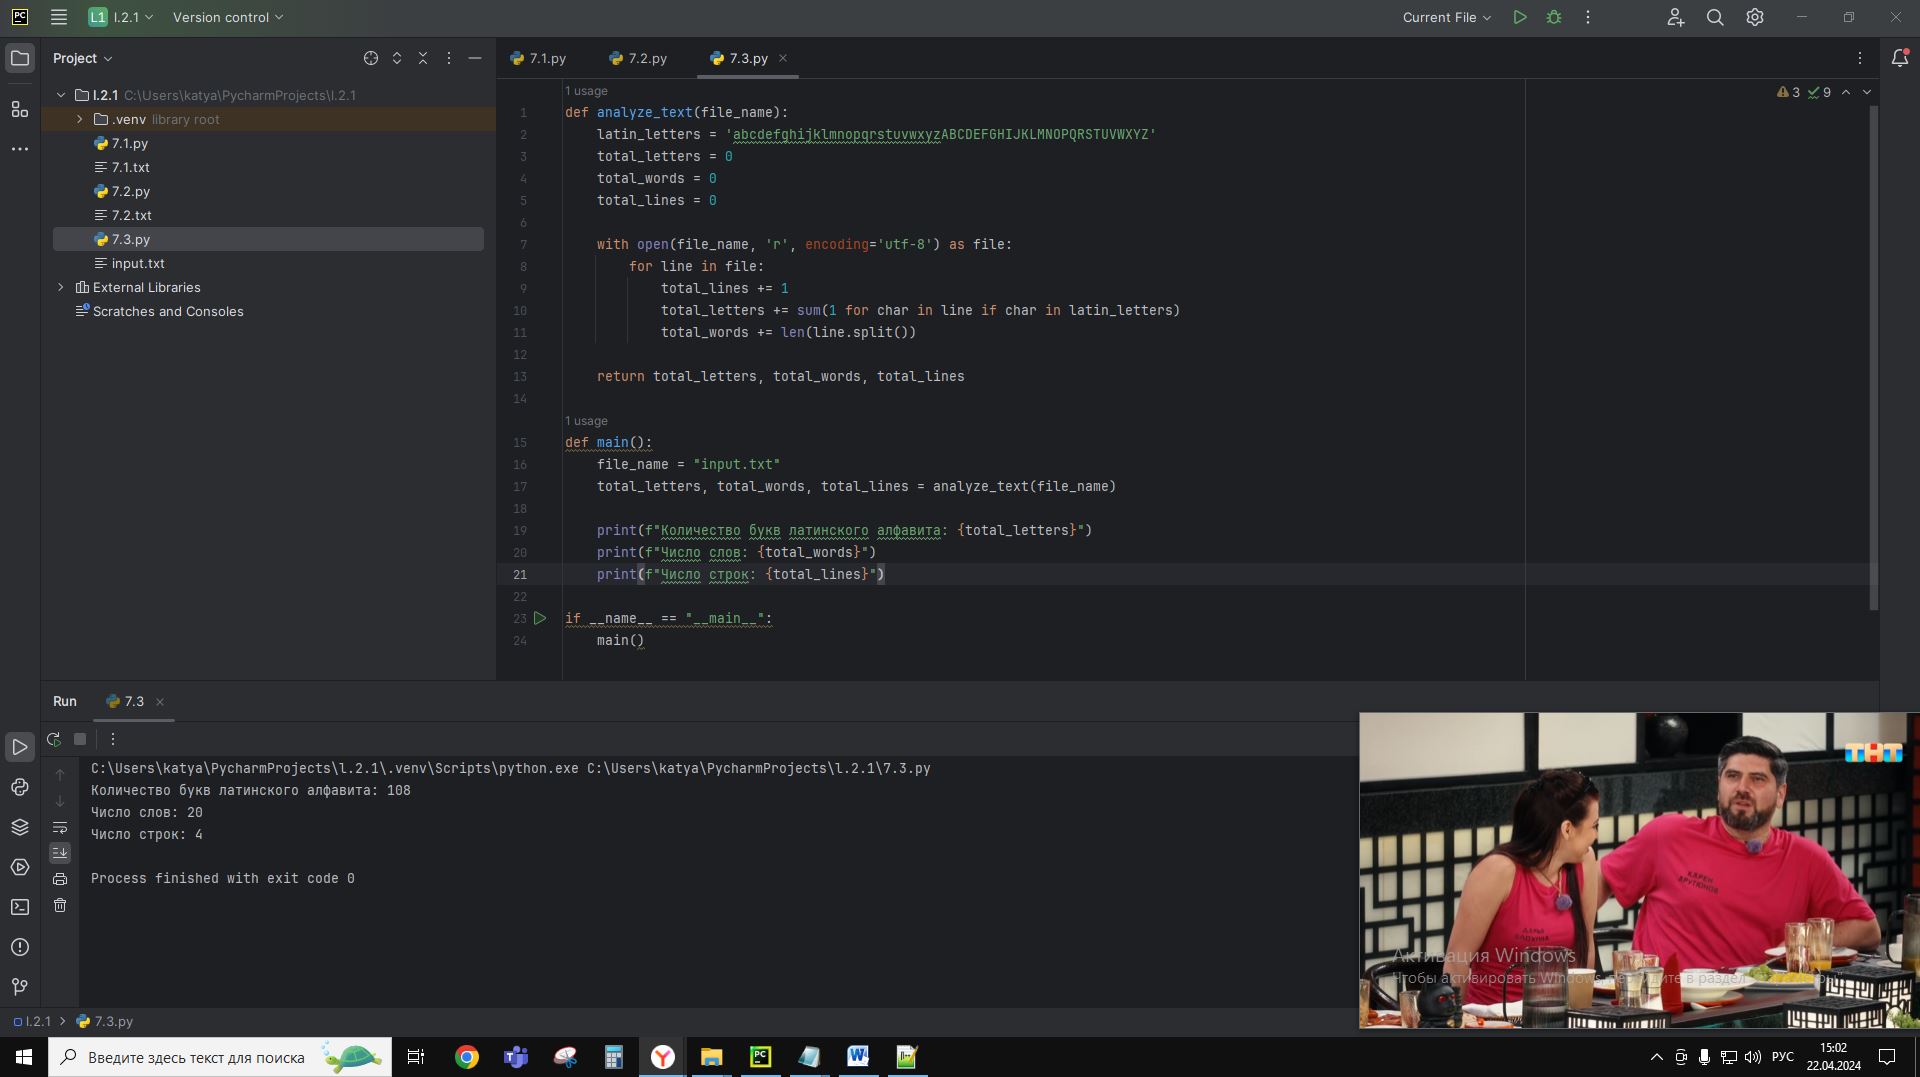 PC
L1
l.2.1
Version control
Current File
Project
7.1.py
7.2.py
7.3.py
l.2.1 C:\Users\katya\PycharmProjects\l.2.1
.venv library root
7.1.py
7.1.txt
7.2.py
7.2.txt
7.3.py
input.txt
External Libraries
Scratches and Consoles
3 9
1 usage
1 def analyze_text(file_name):
2 latin_letters = 'abcdefghijklmnopqrstuvwxyzABCDEFGHIJKLMNOPQRSTUVWXYZ'
3 total_letters = 0
4 total_words = 0
5 total_lines = 0
6
7 with open(file_name, 'r', encoding='utf-8') as file:
8 for line in file:
9 total_lines += 1
10 total_letters += sum(1 for char in line if char in latin_letters)
11 total_words += len(line.split())
12
13 return total_letters, total_words, total_lines
14
1 usage
15 def main():
16 file_name = "input.txt"
17 total_letters, total_words, total_lines = analyze_text(file_name)
18
19 print(f"Количество букв латинского алфавита: {total_letters}")
20 print(f"Число слов: {total_words}")
21 print(f"Число строк: {total_lines}")
22
23 if __name__ == "__main__":
24 main()
Run
7.3
C:\Users\katya\PycharmProjects\l.2.1\.venv\Scripts\python.exe C:\Users\katya\PycharmProjects\l.2.1\7.3.py
Количество букв латинского алфавита: 108
Число слов: 20
Число строк: 4
Process finished with exit code 0
ТНТ
КАРЕН
АРУТЮНОВ
ДАРЬЯ
Активация Windows
Чтобы активировать Windows, перейдите в раздел
l.2.1
7.3.py
Введите здесь текст для поиска
РУС
15:02
22.04.2024